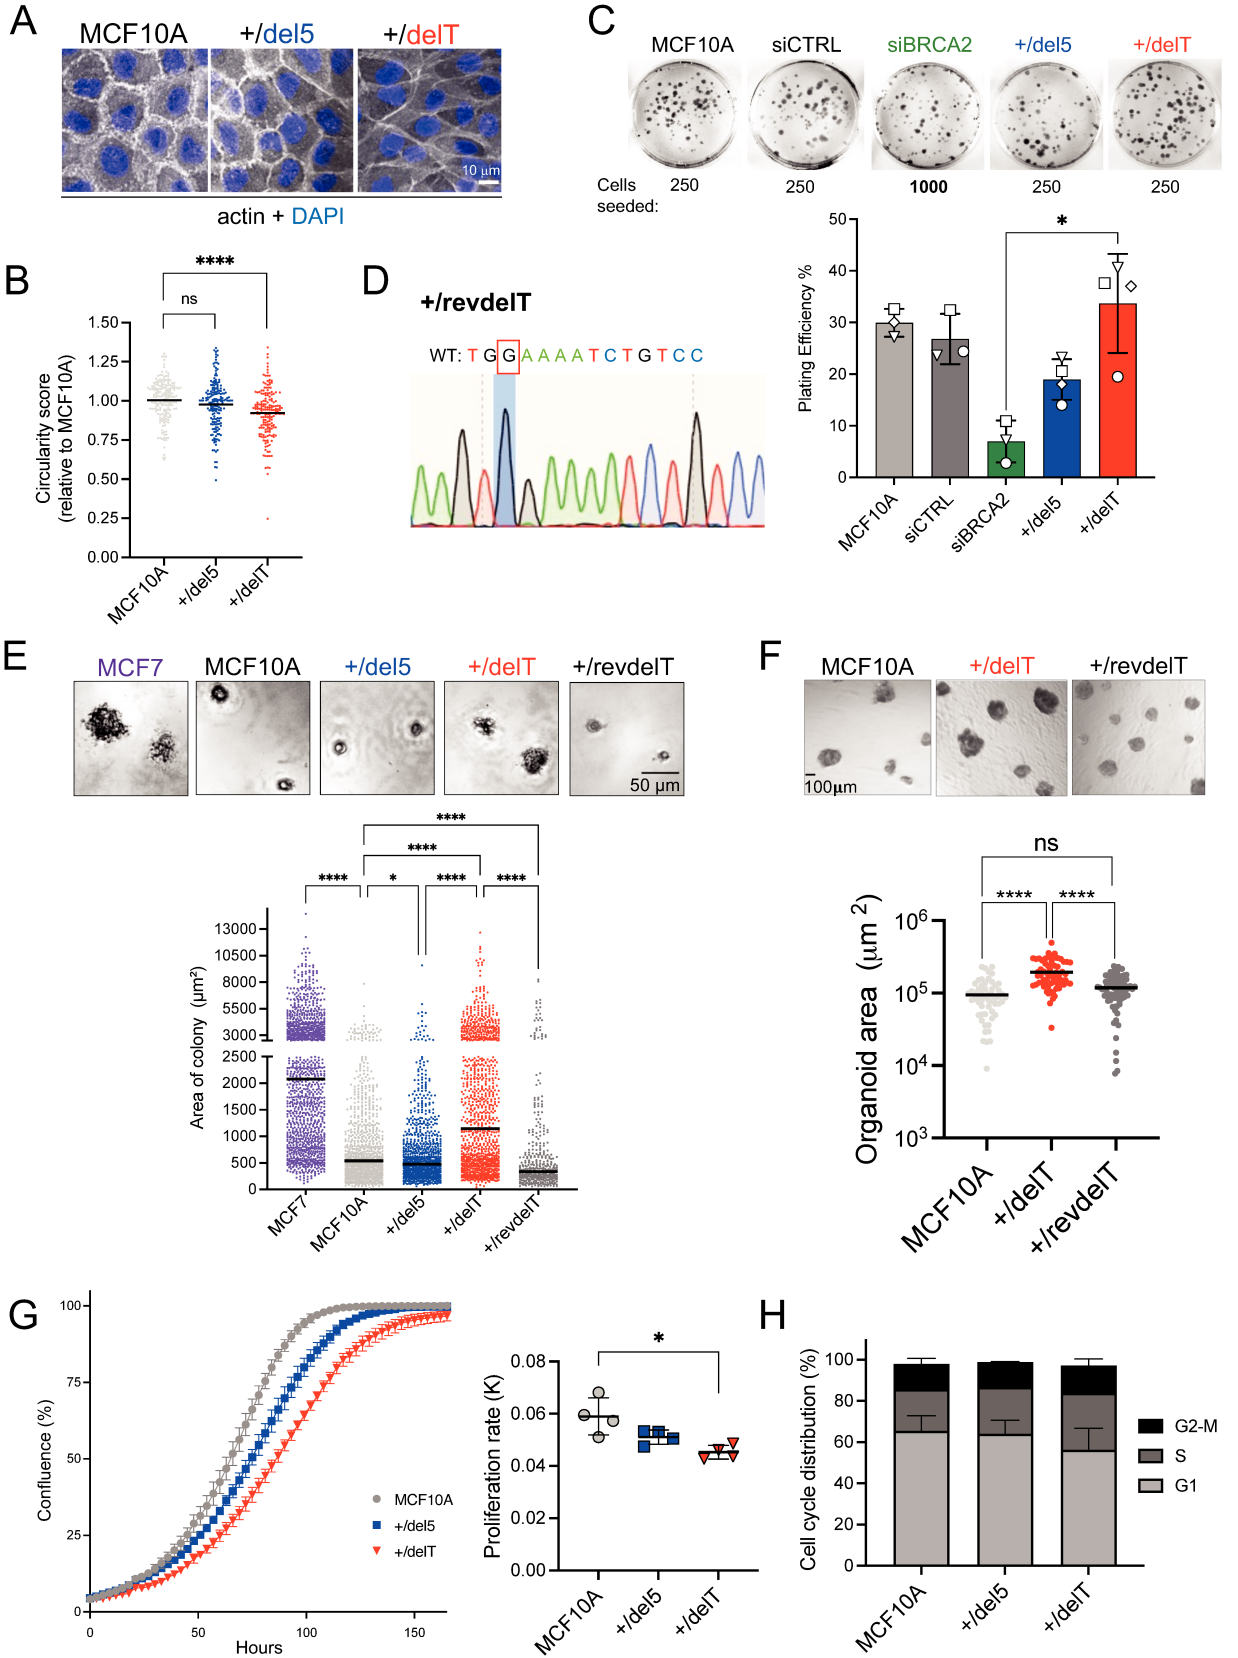 A
MCF10A +/del5 +/delT
10 µm
actin + DAPI
B
****
ns
Circularity score
(relative to MCF10A)
1.50
1.25
1.00
0.75
0.50
0.25
0.00
MCF10A +/del5 +/delT
C
MCF10A siCTRL siBRCA2 +/del5 +/delT
Cells seeded: 250 250 1000 250 250
*
Plating Efficiency %
50
40
30
20
10
0
MCF10A siCTRL siBRCA2 +/del5 +/delT
D
+/revdelT
WT: T G G A A A A T C T G T C C
E
MCF7 MCF10A +/del5 +/delT +/revdelT
50 µm
****
****
**** * **** ****
Area of colony (µm²)
13000
10500
8000
5500
3000
2500
2000
1500
1000
500
0
MCF7 MCF10A +/del5 +/delT +/revdelT
F
MCF10A +/delT +/revdelT
100µm
ns
**** ****
Organoid area (µm ²)
10⁶
10⁵
10⁴
10³
MCF10A +/delT +/revdelT
G
Confluence (%)
100
75
50
25
0
0 50 100 150
Hours
MCF10A
+/del5
+/delT
*
Proliferation rate (K)
0.08
0.06
0.04
0.02
0.00
MCF10A +/del5 +/delT
H
Cell cycle distribution (%)
100
80
60
40
20
0
MCF10A +/del5 +/delT
G2-M
S
G1